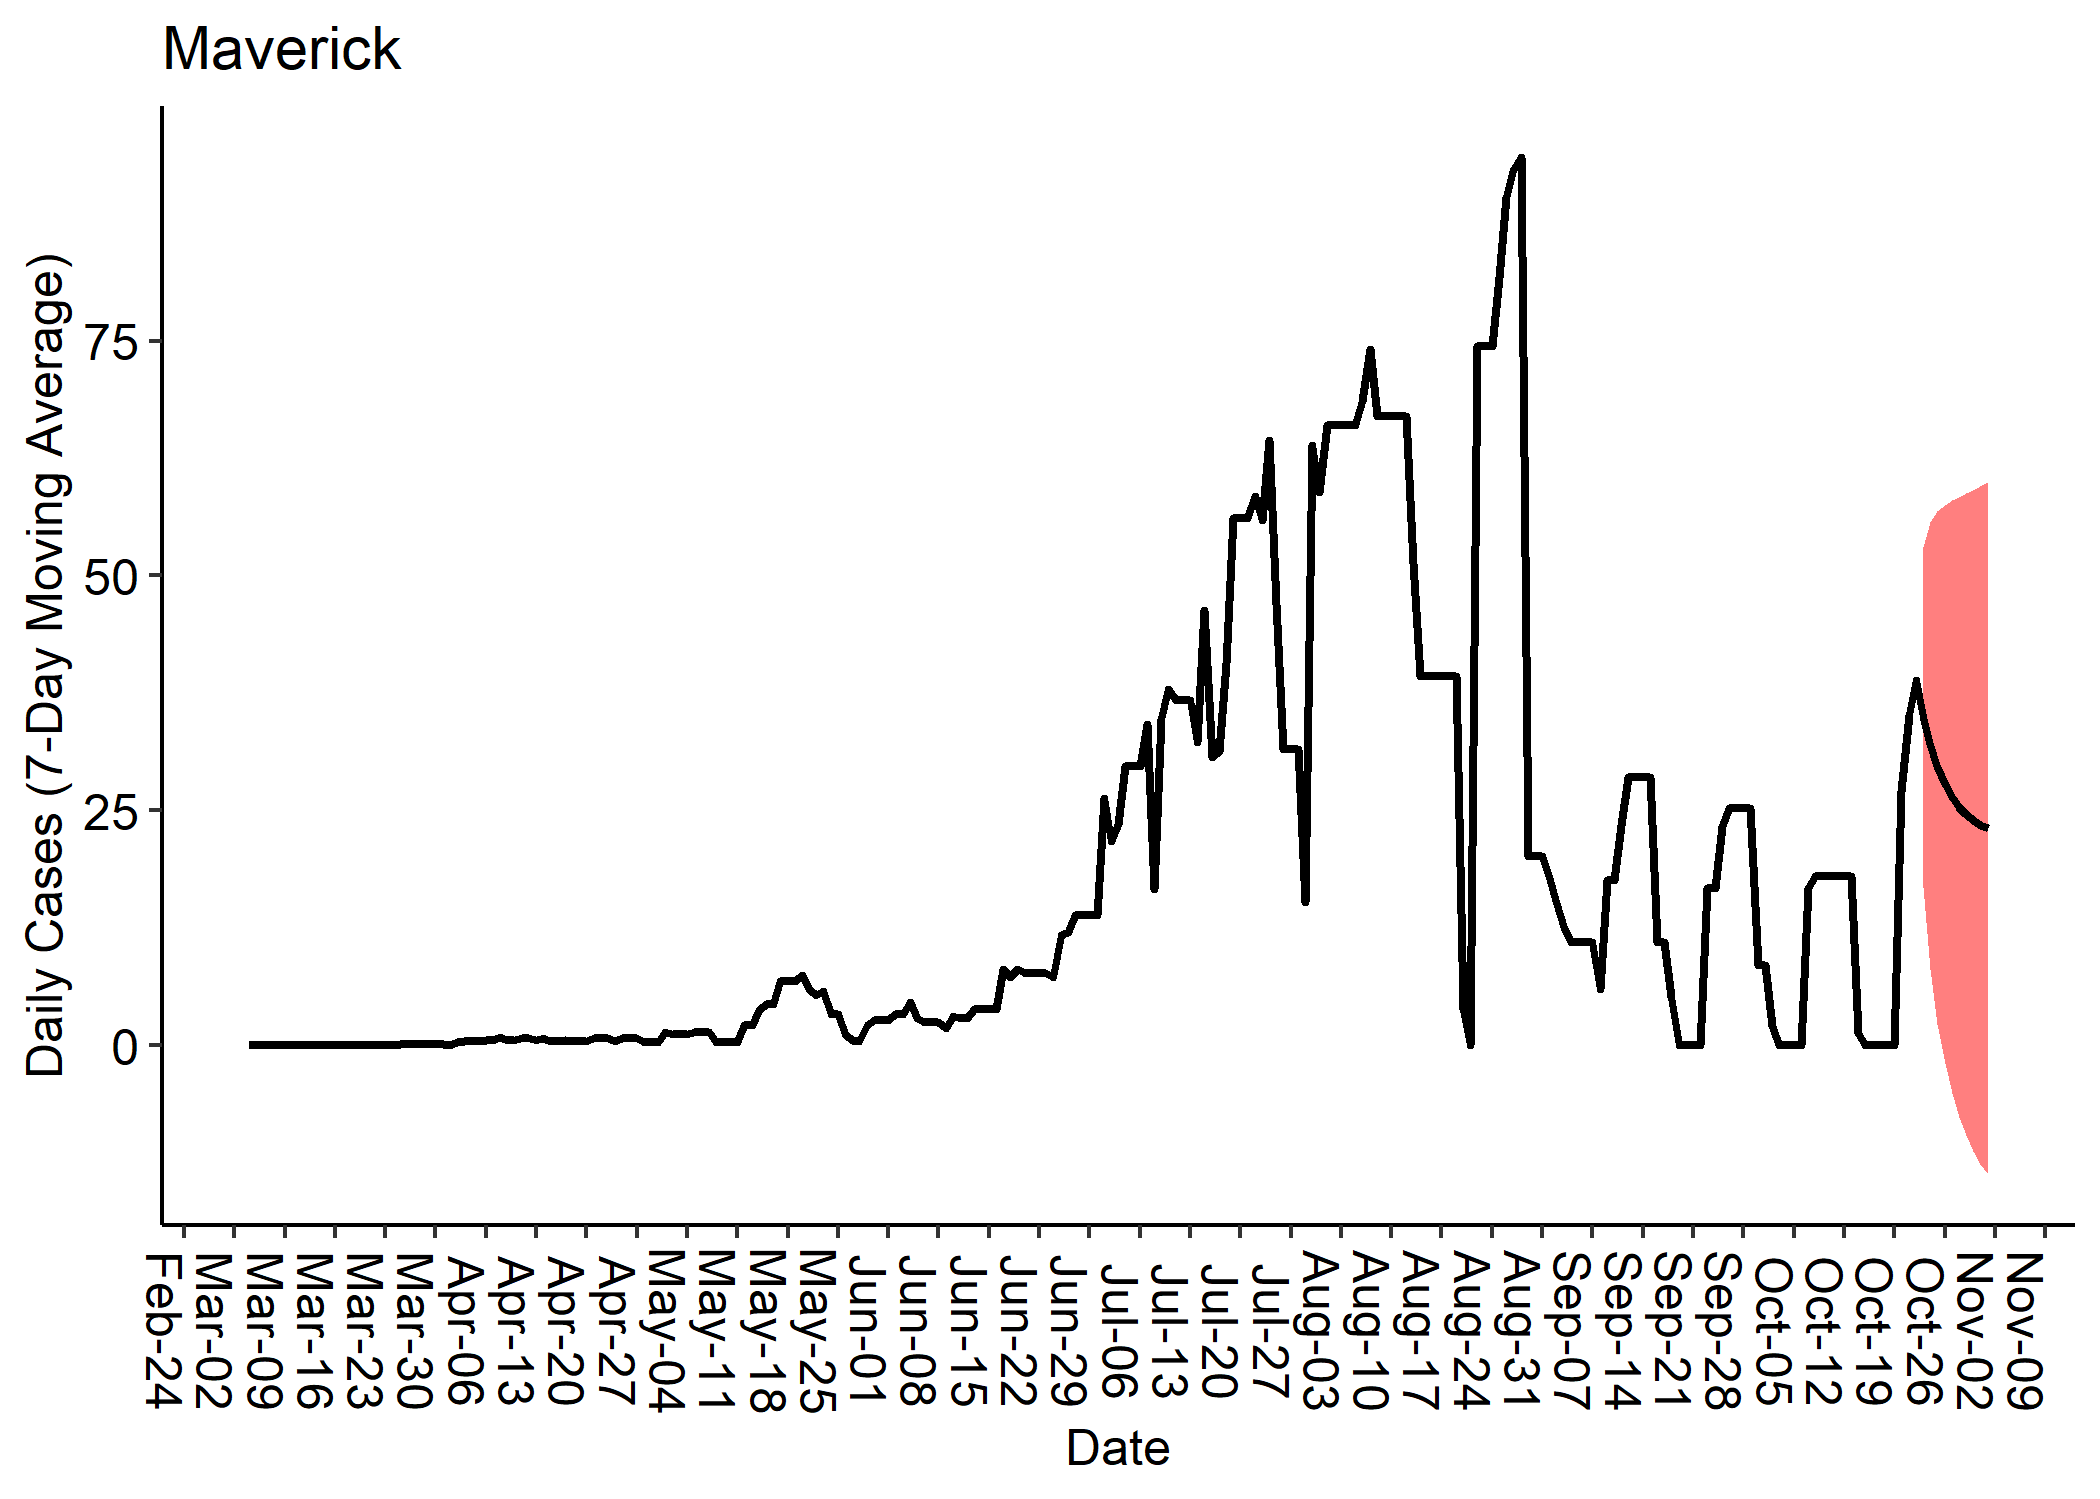 Maverick
Daily Cases (7-Day Moving Average)
75
50
25
0
Feb-24
Mar-02
Mar-09
Mar-16
Mar-23
Mar-30
Apr-06
Apr-13
Apr-20
Apr-27
May-04
May-11
May-18
May-25
Jun-01
Jun-08
Jun-15
Jun-22
Jun-29
Jul-06
Jul-13
Jul-20
Jul-27
Aug-03
Aug-10
Aug-17
Aug-24
Aug-31
Sep-07
Sep-14
Sep-21
Sep-28
Oct-05
Oct-12
Oct-19
Oct-26
Nov-02
Nov-09
Date